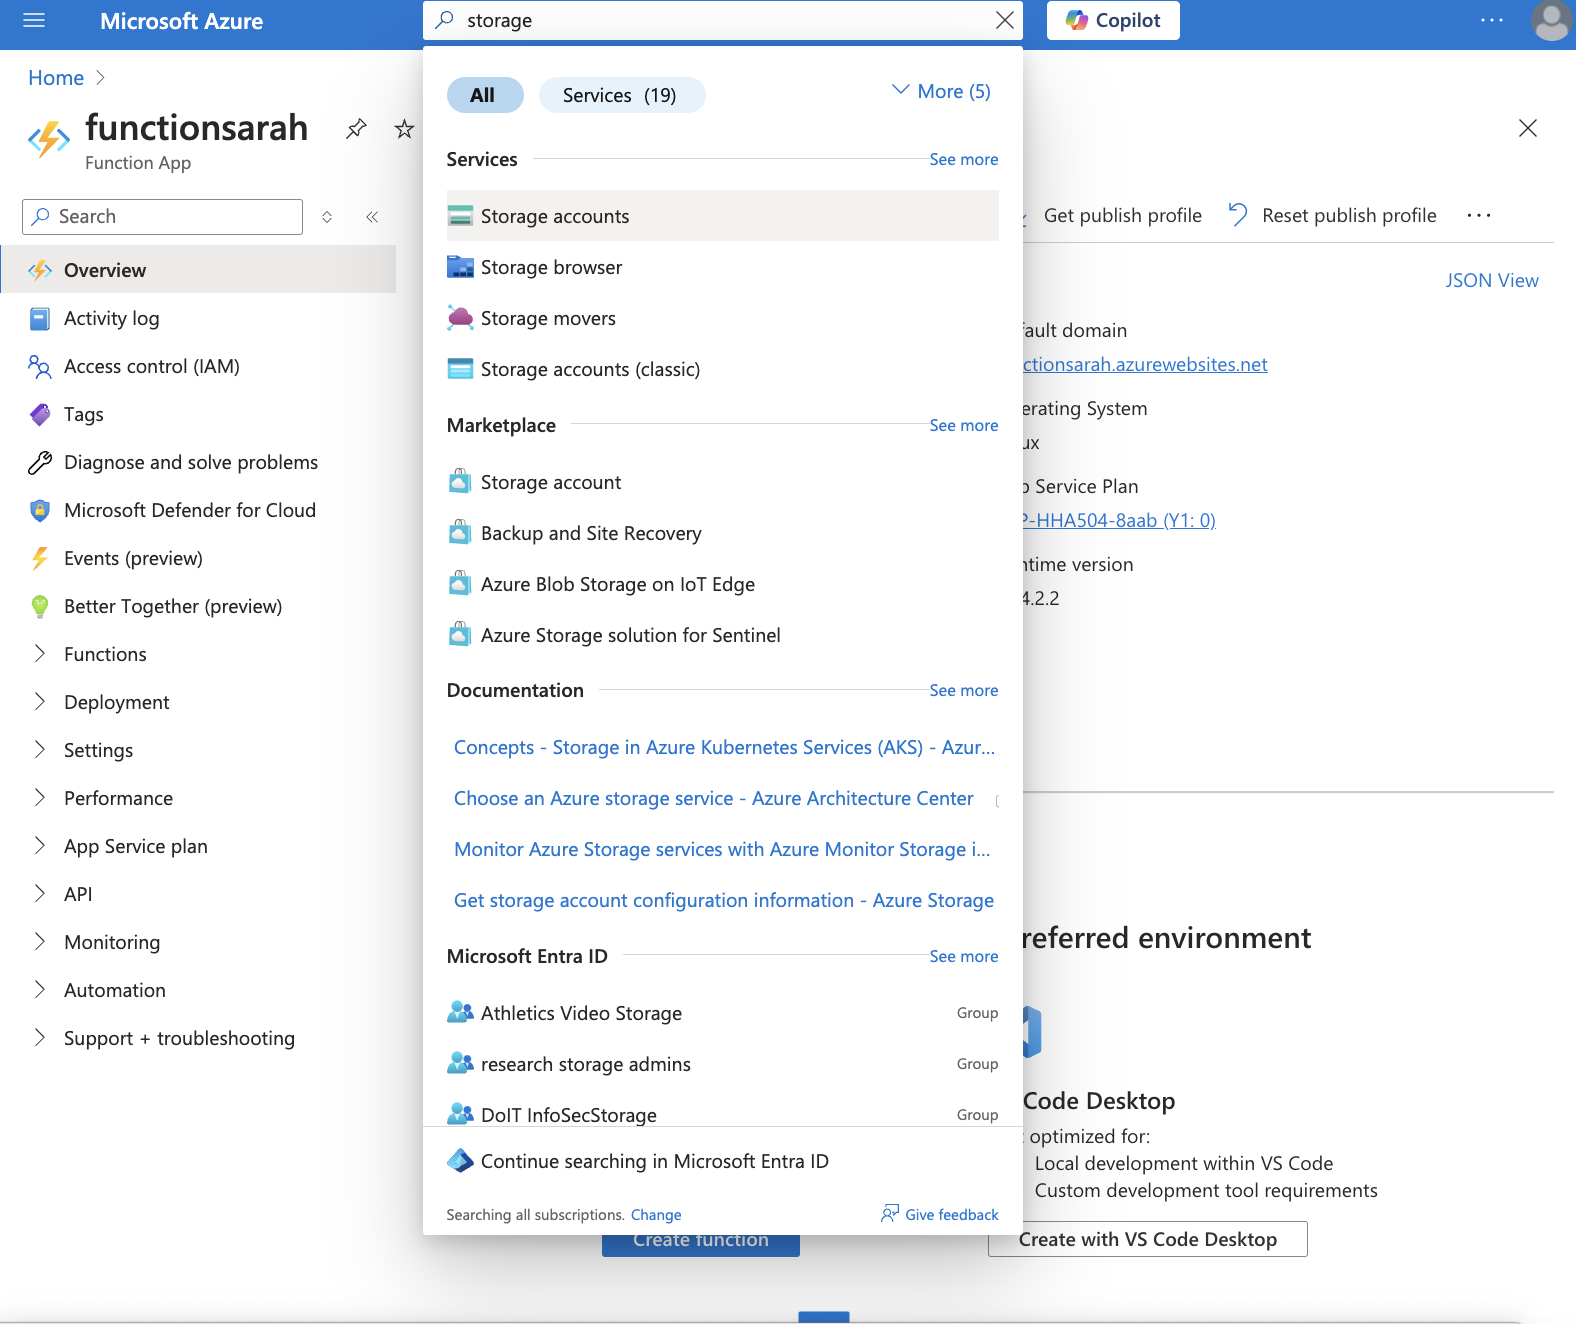 Microsoft Azure
storage
Copilot
Home
functionsarah
Function App
Search
Overview
Activity log
Access control (IAM)
Tags
Diagnose and solve problems
Microsoft Defender for Cloud
Events (preview)
Better Together (preview)
Functions
Deployment
Settings
Performance
App Service plan
API
Monitoring
Automation
Support + troubleshooting
All
Services (19)
More (5)
Services
See more
Storage accounts
Storage browser
Storage movers
Storage accounts (classic)
Marketplace
See more
Storage account
Backup and Site Recovery
Azure Blob Storage on IoT Edge
Azure Storage solution for Sentinel
Documentation
See more
Concepts - Storage in Azure Kubernetes Services (AKS) - Azur...
Choose an Azure storage service - Azure Architecture Center
Monitor Azure Storage services with Azure Monitor Storage i...
Get storage account configuration information - Azure Storage
Microsoft Entra ID
See more
Athletics Video Storage Group
research storage admins Group
DoIT InfoSecStorage Group
Continue searching in Microsoft Entra ID
Searching all subscriptions. Change
Give feedback
Create function
Get publish profile
Reset publish profile
JSON View
ault domain
ctionsarah.azurewebsites.net
erating System
ux
Service Plan
P-HHA504-8aab (Y1: 0)
ntime version
4.2.2
referred environment
Code Desktop
optimized for:
Local development within VS Code
Custom development tool requirements
Create with VS Code Desktop